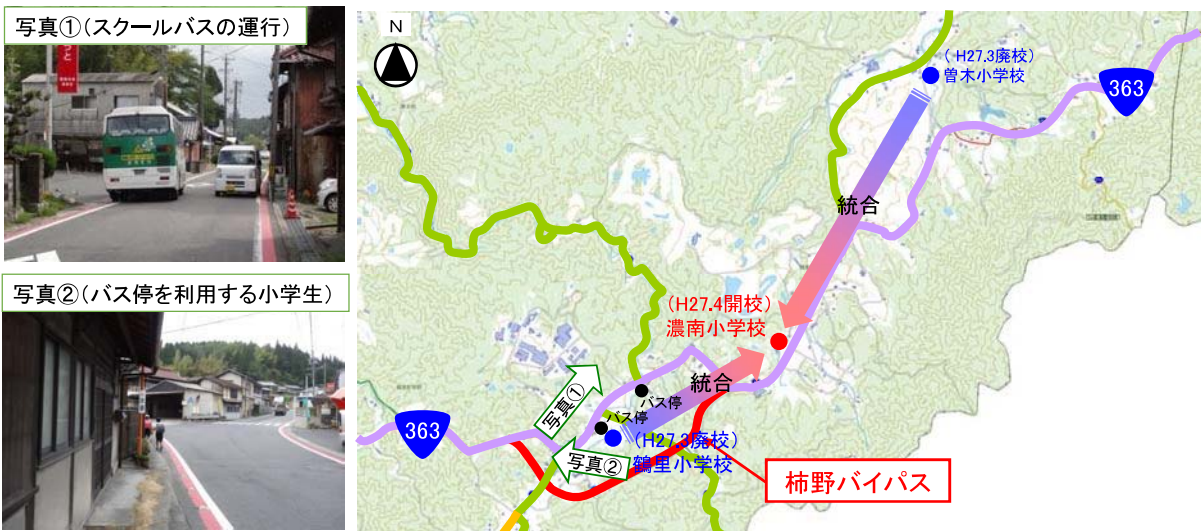 写真①(スクールバスの運行)
写真②(バス停を利用する小学生)
N
(H27.3廃校)
曽木小学校
363
統合
(H27.4開校)
濃南小学校
統合
写真①
バス停
バス停
363
(H27.3廃校)
鶴里小学校
写真②
柿野バイパス